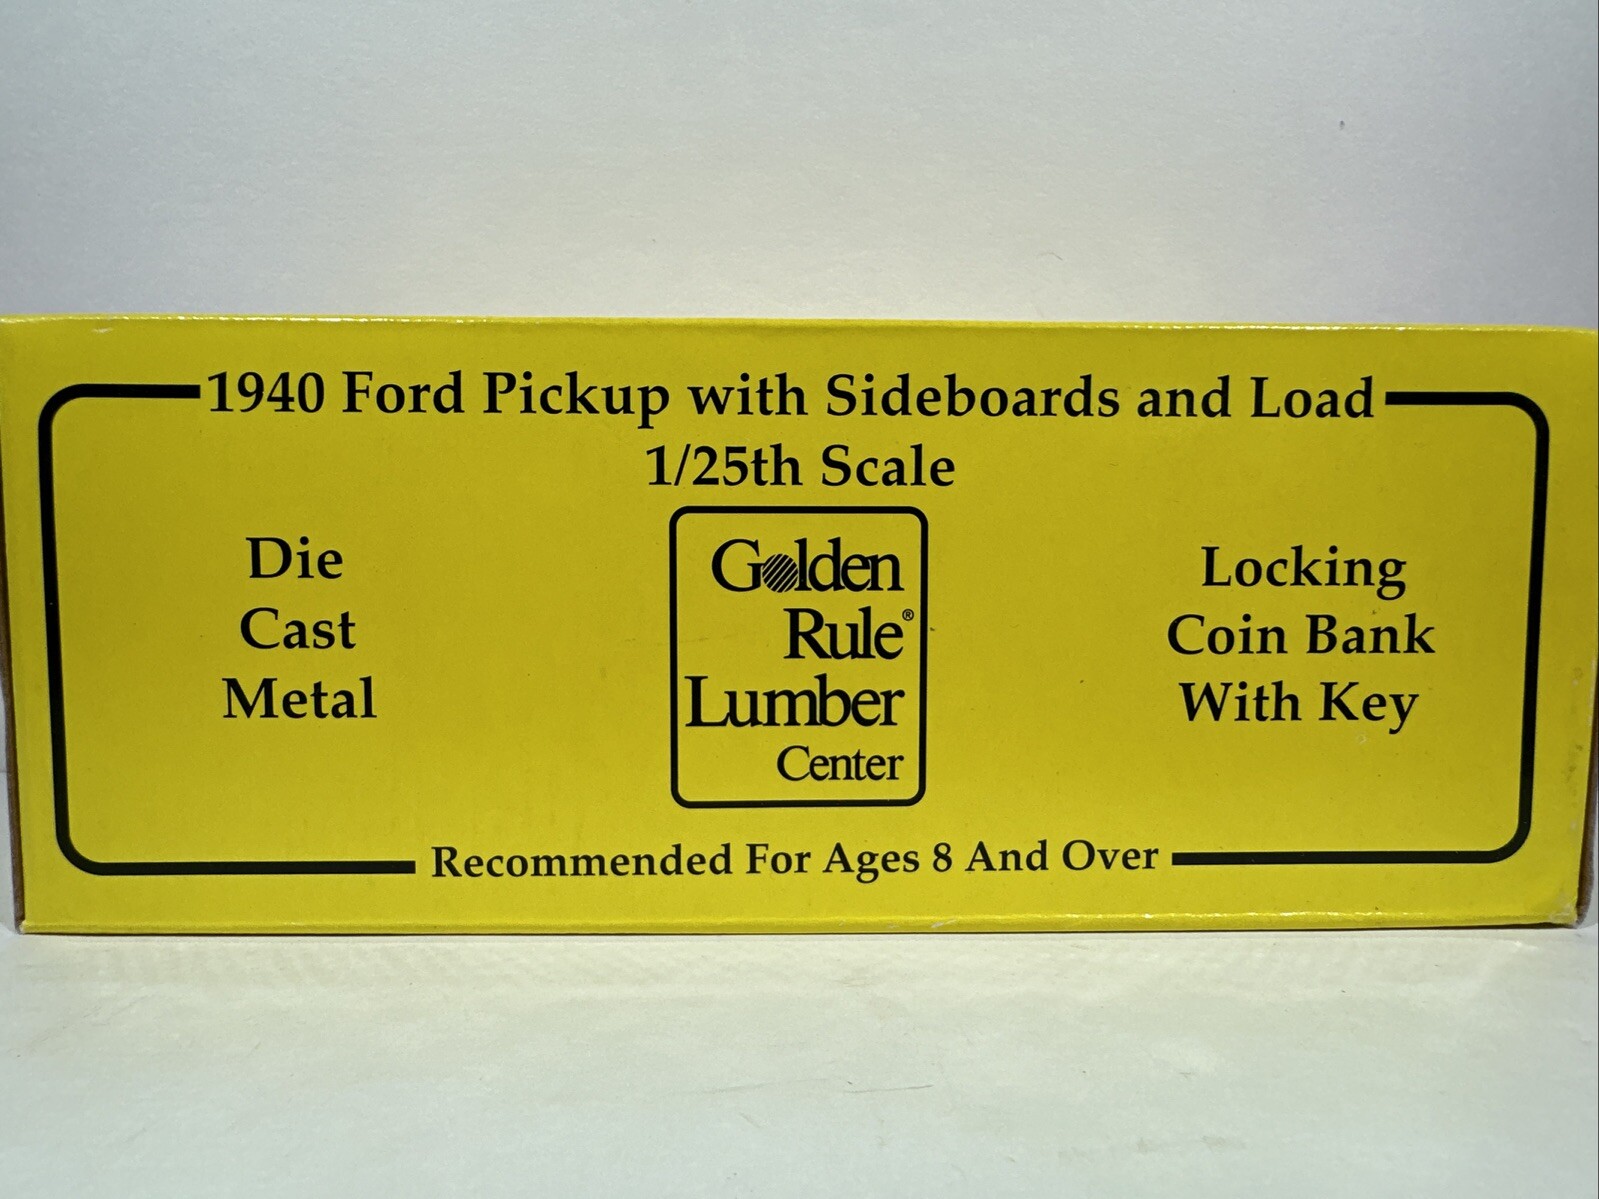 1940 Ford Pickup with Sideboards and Load
1/25th Scale
Die
Cast
Metal
Golden
Rule®
Lumber
Center
Locking
Coin Bank
With Key
Recommended For Ages 8 And Over